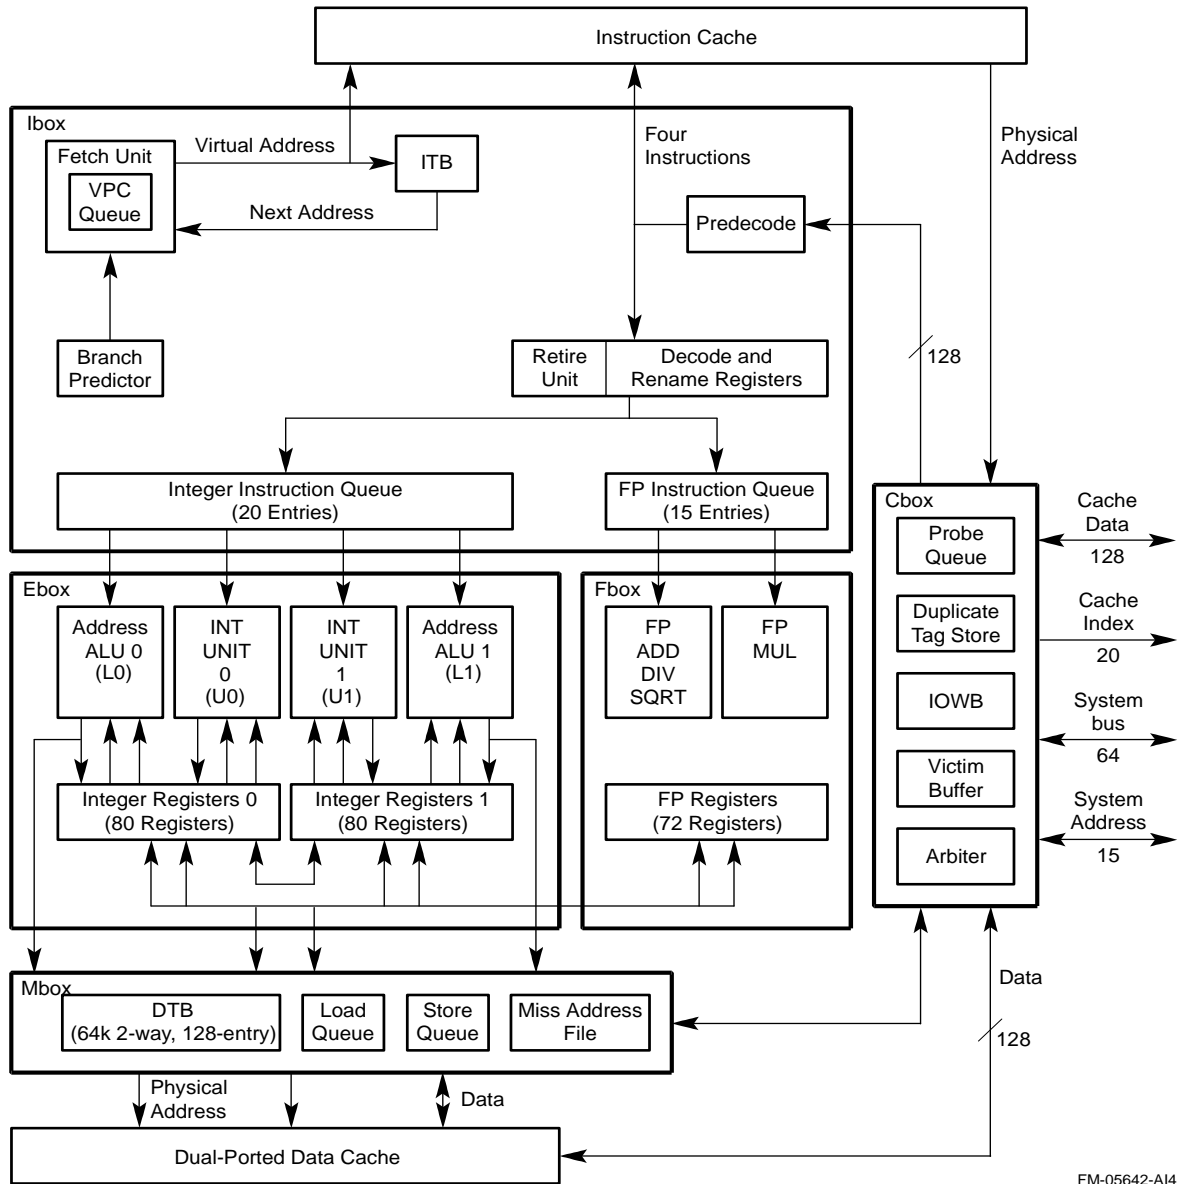 Instruction Cache
Ibox
Fetch Unit
VPC
Queue
Virtual Address
ITB
Next Address
Four
Instructions
Physical
Address
Predecode
Branch
Predictor
Retire
Unit
Decode and
Rename Registers
128
Integer Instruction Queue
(20 Entries)
FP Instruction Queue
(15 Entries)
Cbox
Probe
Queue
Duplicate
Tag Store
IOWB
Victim
Buffer
Arbiter
Cache
Data
128
Cache
Index
20
System
bus
64
System
Address
15
Ebox
Address
ALU 0
(L0)
INT
UNIT
0
(U0)
INT
UNIT
1
(U1)
Address
ALU 1
(L1)
Integer Registers 0
(80 Registers)
Integer Registers 1
(80 Registers)
Fbox
FP
ADD
DIV
SQRT
FP
MUL
FP Registers
(72 Registers)
Mbox
DTB
(64k 2-way, 128-entry)
Load
Queue
Store
Queue
Miss Address
File
Data
128
Physical
Address
Data
Dual-Ported Data Cache
FM-05642-AI4